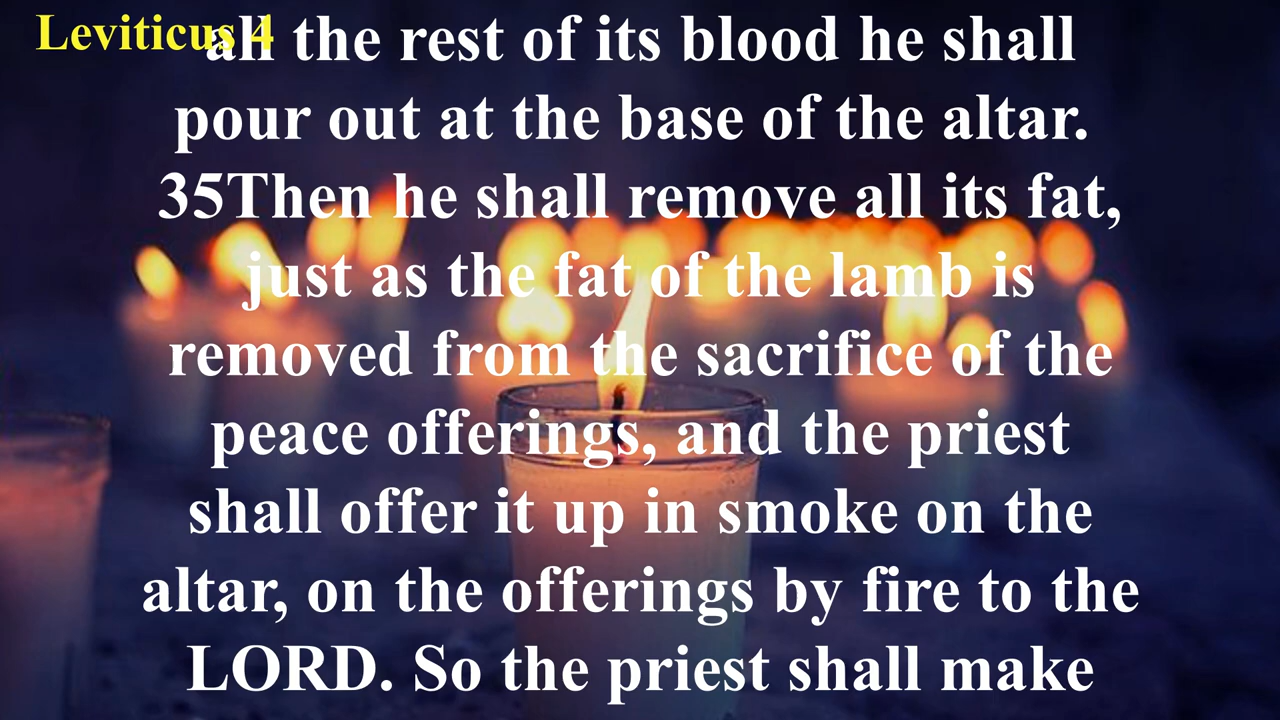 Leviticus 4
all the rest of its blood he shall
pour out at the base of the altar.
35Then he shall remove all its fat,
just as the fat of the lamb is
removed from the sacrifice of the
peace offerings, and the priest
shall offer it up in smoke on the
altar, on the offerings by fire to the
LORD. So the priest shall make